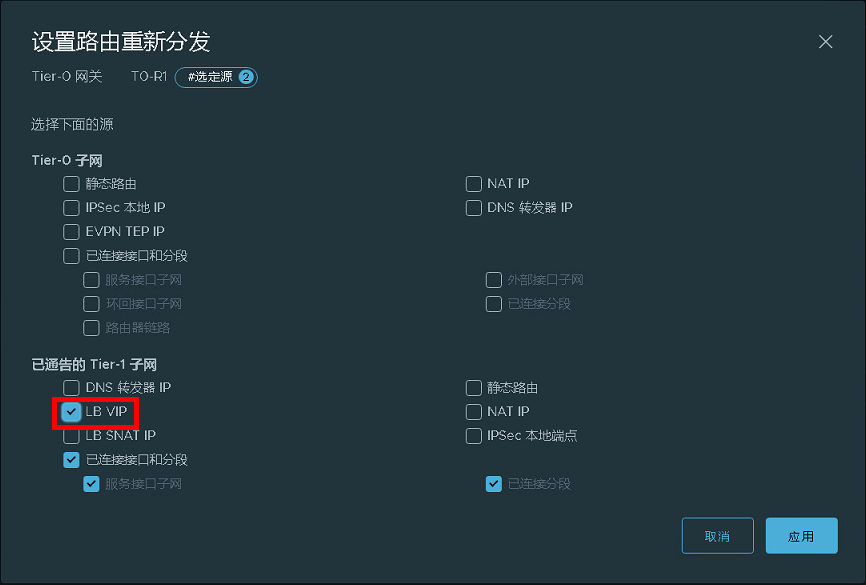 设置路由重新分发
Tier-0 网关 T0-R1 #选定源 2
选择下面的源
Tier-0 子网
静态路由 NAT IP
IPSec 本地 IP DNS 转发器 IP
EVPN TEP IP
已连接接口和分段
服务接口子网 外部接口子网
环回接口子网 已连接分段
路由器链路
已通告的 Tier-1 子网
DNS 转发器 IP 静态路由
LB VIP NAT IP
LB SNAT IP IPSec 本地端点
已连接接口和分段
服务接口子网 已连接分段
取消 应用